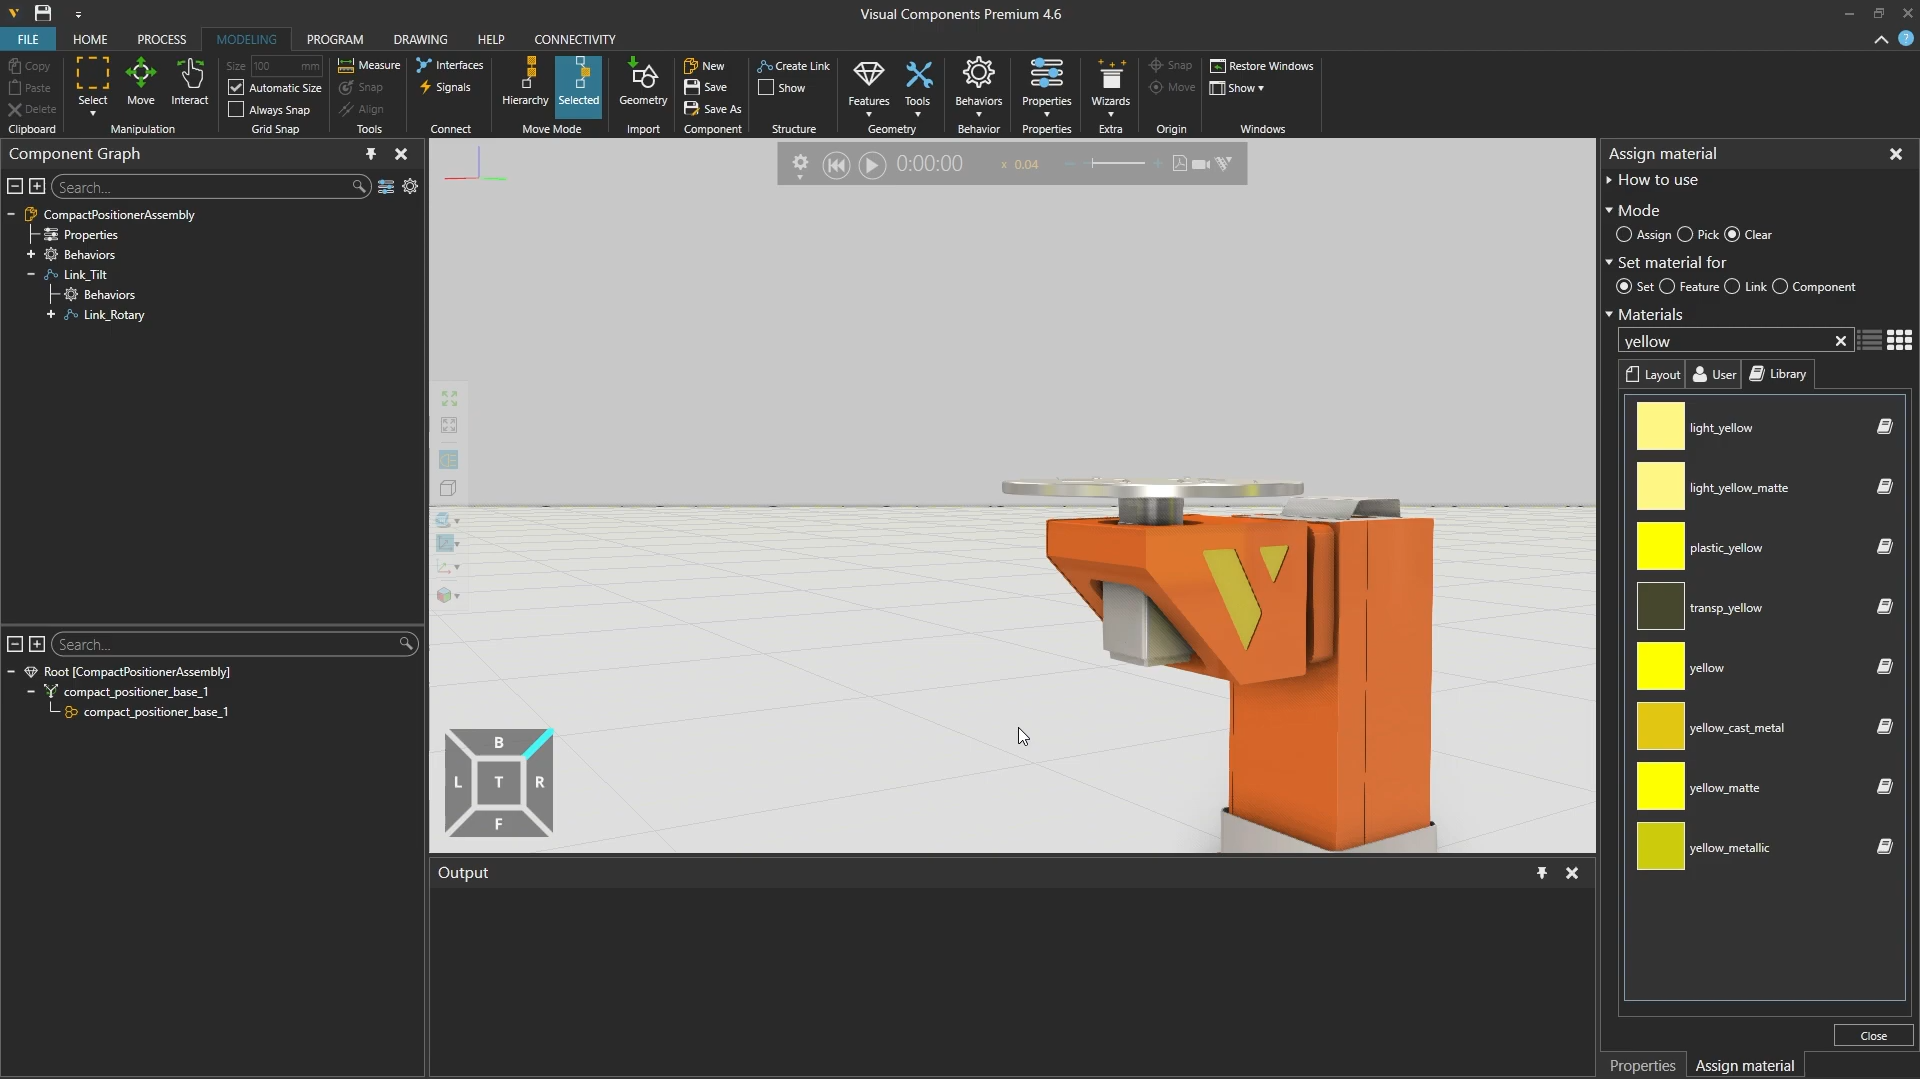 Visual Components Premium 4.6
FILE HOME PROCESS MODELING PROGRAM DRAWING HELP CONNECTIVITY
Copy
Paste
Delete
Clipboard
Select
Move
Interact
Manipulation
Size 100 mm
Automatic Size
Always Snap
Grid Snap
Measure
Snap
Align
Tools
Interfaces
Signals
Connect
Hierarchy
Selected
Move Mode
Geometry
Import
New
Save
Save As
Component
Create Link
Show
Structure
Features
Tools
Geometry
Behaviors
Behavior
Properties
Properties
Wizards
Extra
Snap
Move
Origin
Restore Windows
Show
Windows
Component Graph
Search...
CompactPositionerAssembly
Properties
Behaviors
Link_Tilt
Behaviors
Link_Rotary
Search...
Root [CompactPositionerAssembly]
compact_positioner_base_1
compact_positioner_base_1
0:00:00 x 0.04
B
L T R
F
Output
Assign material
How to use
Mode
Assign Pick Clear
Set material for
Set Feature Link Component
Materials
yellow
Layout User Library
light_yellow
light_yellow_matte
plastic_yellow
transp_yellow
yellow
yellow_cast_metal
yellow_matte
yellow_metallic
Close
Properties Assign material